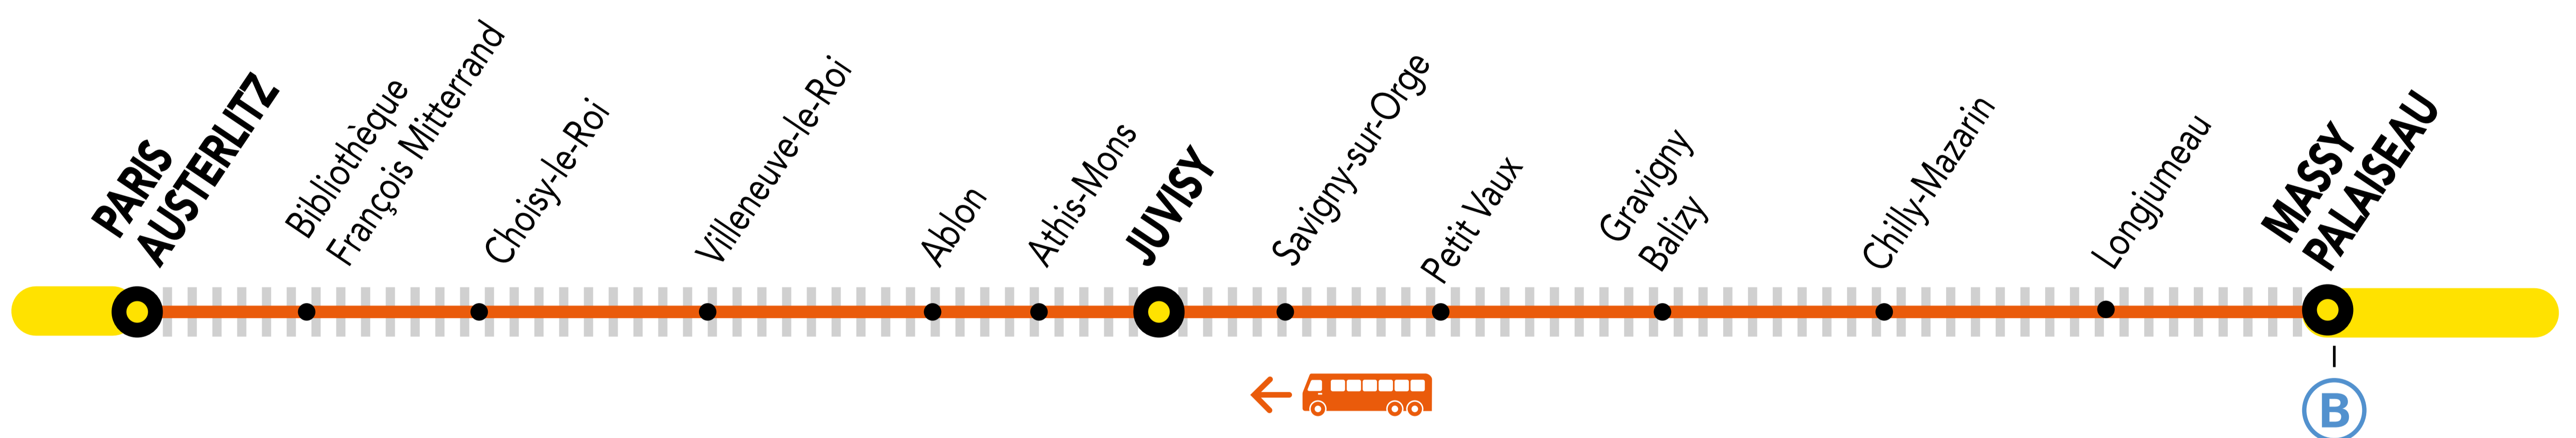 PARIS
AUSTERLITZ
Bibliothèque
François Mitterrand
Choisy-le-Roi
Villeneuve-le-Roi
Ablon
Athis-Mons
JUVISY
Savigny-sur-Orge
Petit Vaux
Gravigny
Balizy
Chilly-Mazarin
Longjumeau
MASSY
PALAISEAU
B